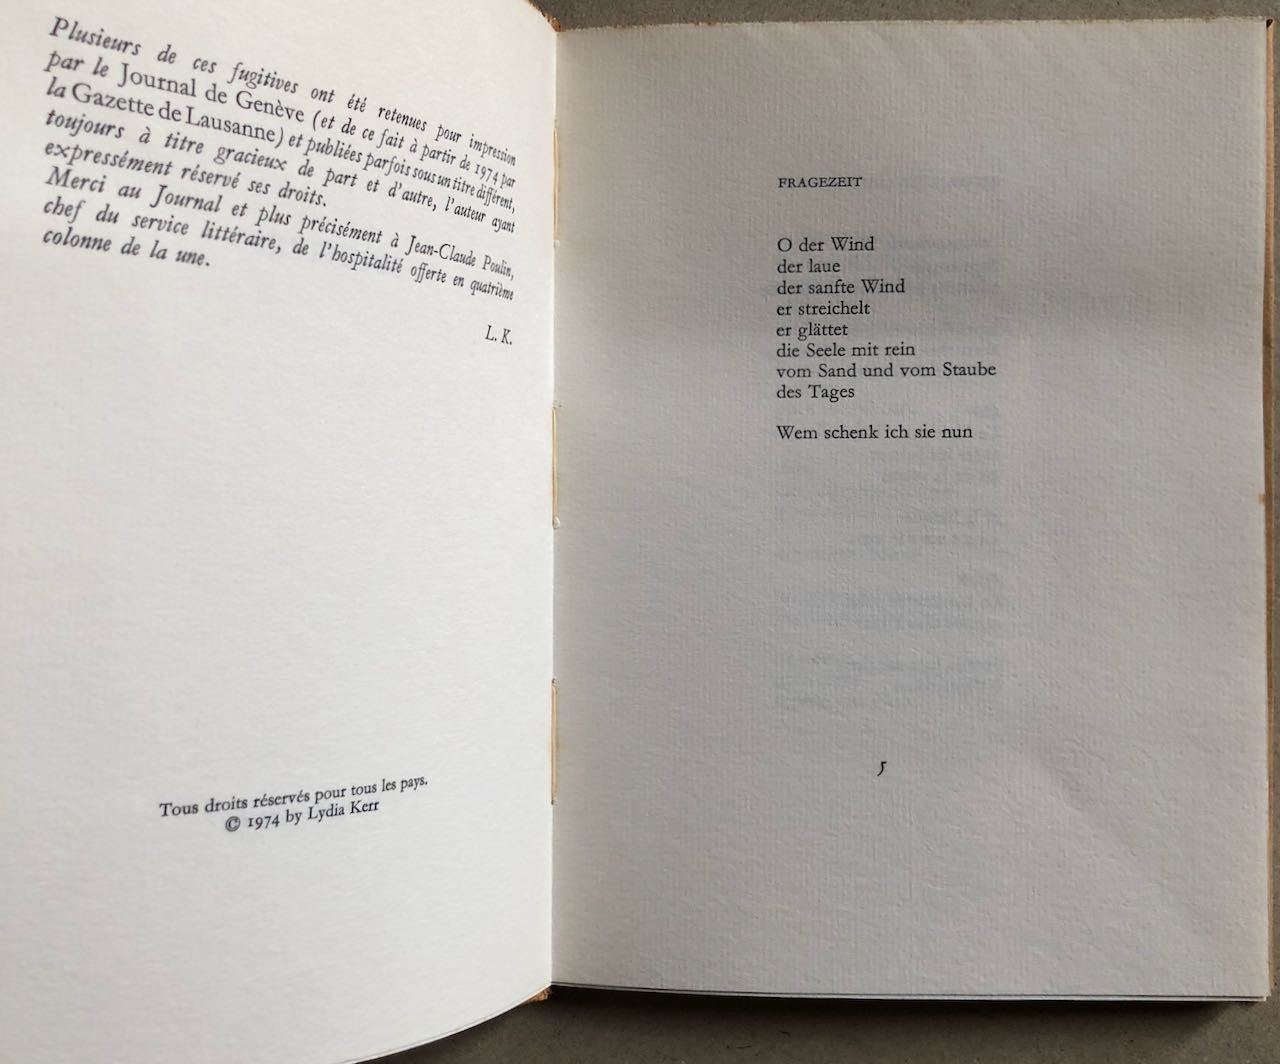 Plusieurs de ces fugitives ont été retenues pour impression
par le Journal de Genève (et de ce fait à partir de 1974 par
la Gazette de Lausanne) et publiées parfois sous un titre différent,
toujours à titre gracieux de part et d'autre, l'auteur ayant
expressément réservé ses droits.
Merci au Journal et plus précisément à Jean-Claude Poulin,
chef du service littéraire, de l'hospitalité offerte en quatrième
colonne de la une.
L. K.
Tous droits réservés pour tous les pays.
© 1974 by Lydia Kerr
FRAGEZEIT
O der Wind
der laue
der sanfte Wind
er streichelt
er glättet
die Seele mit rein
vom Sand und vom Staube
des Tages
Wem schenk ich sie nun
5